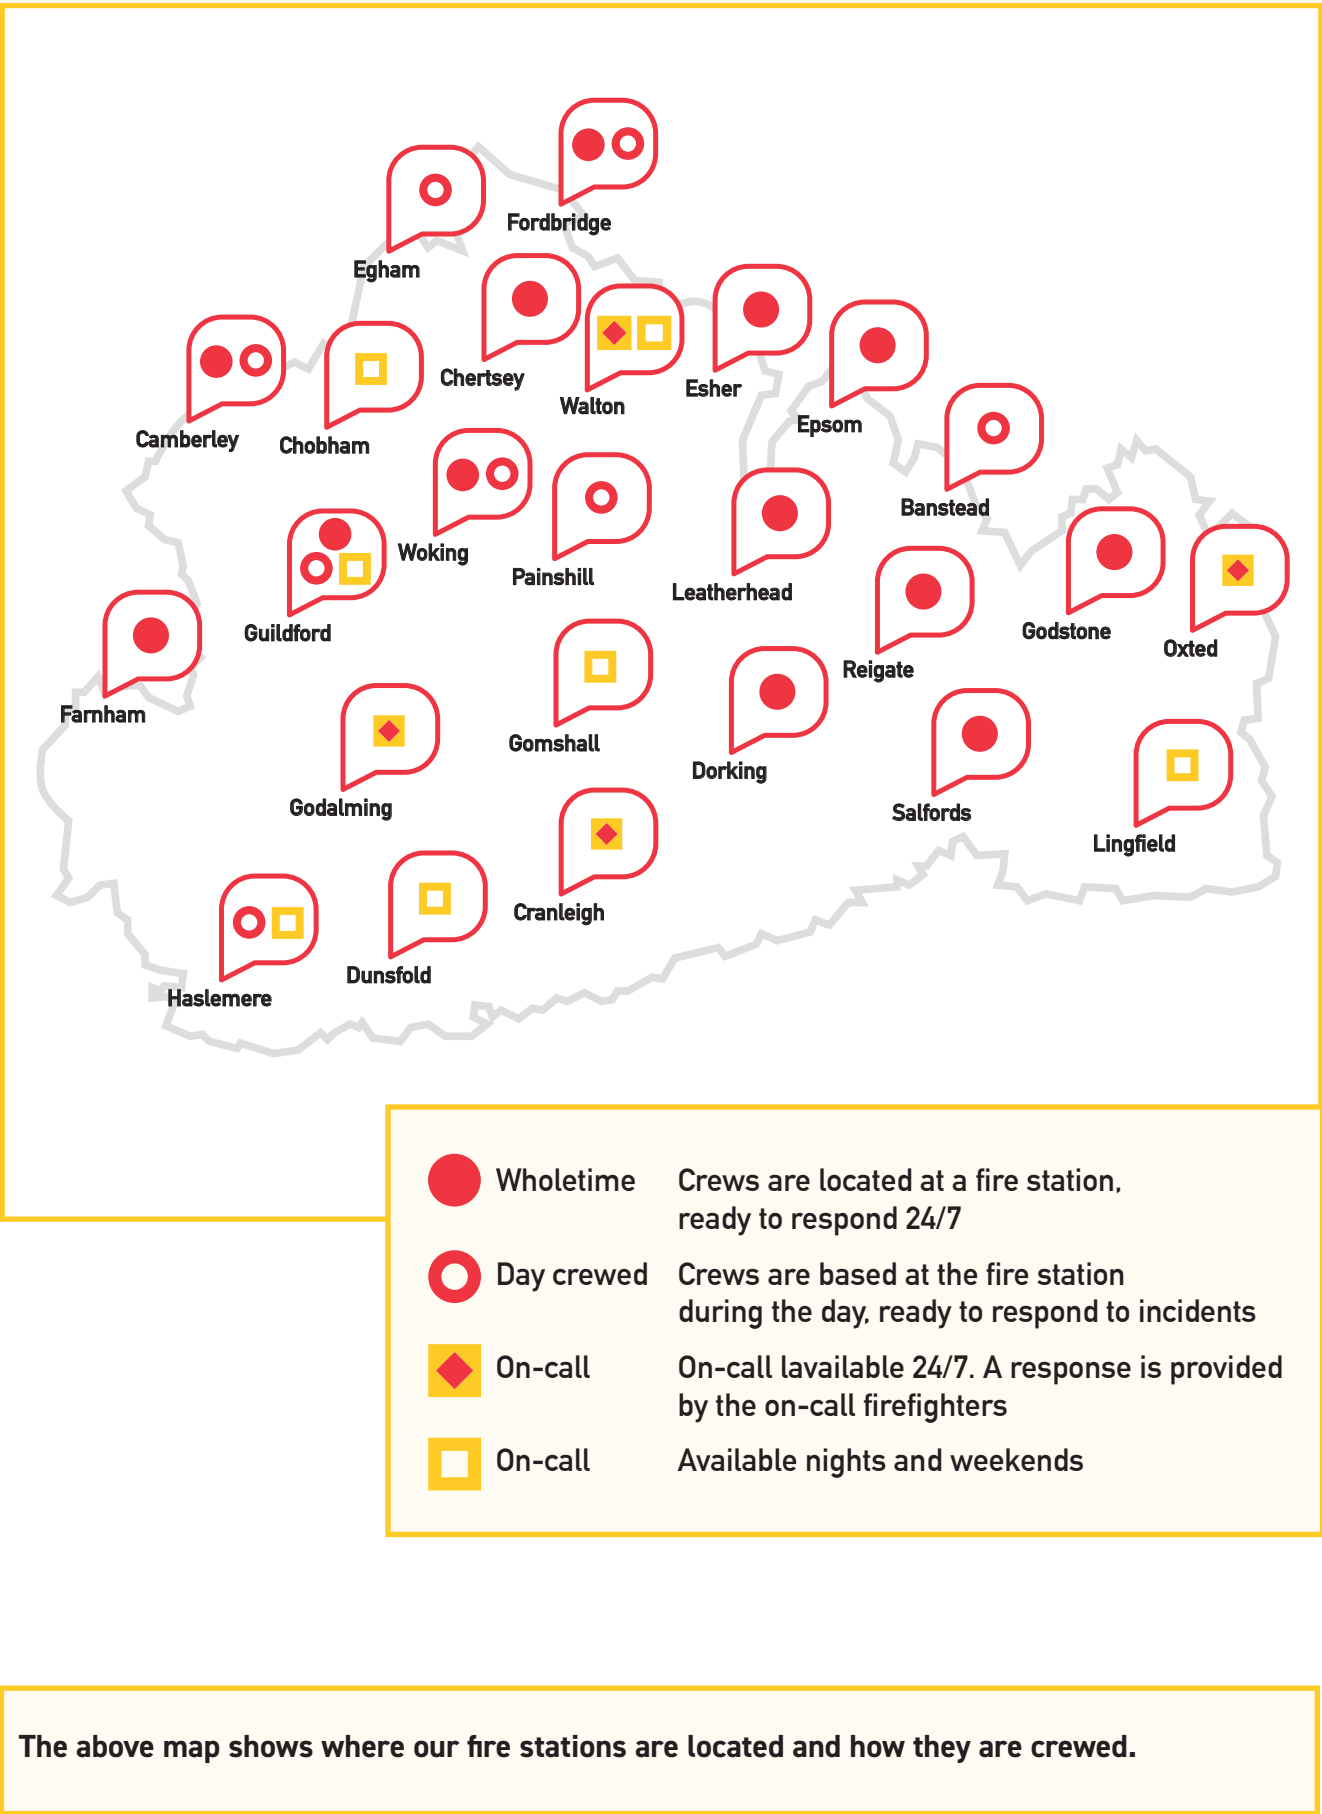 Fordbridge
Egham
Chertsey
Walton
Esher
Epsom
Camberley
Chobham
Banstead
Woking
Painshill
Leatherhead
Guildford
Godstone
Oxted
Reigate
Farnham
Gomshall
Dorking
Godalming
Salfords
Lingfield
Cranleigh
Dunsfold
Haslemere
Wholetime Crews are located at a fire station,
ready to respond 24/7
Day crewed Crews are based at the fire station
during the day, ready to respond to incidents
On-call On-call lavailable 24/7. A response is provided
by the on-call firefighters
On-call Available nights and weekends
The above map shows where our fire stations are located and how they are crewed.